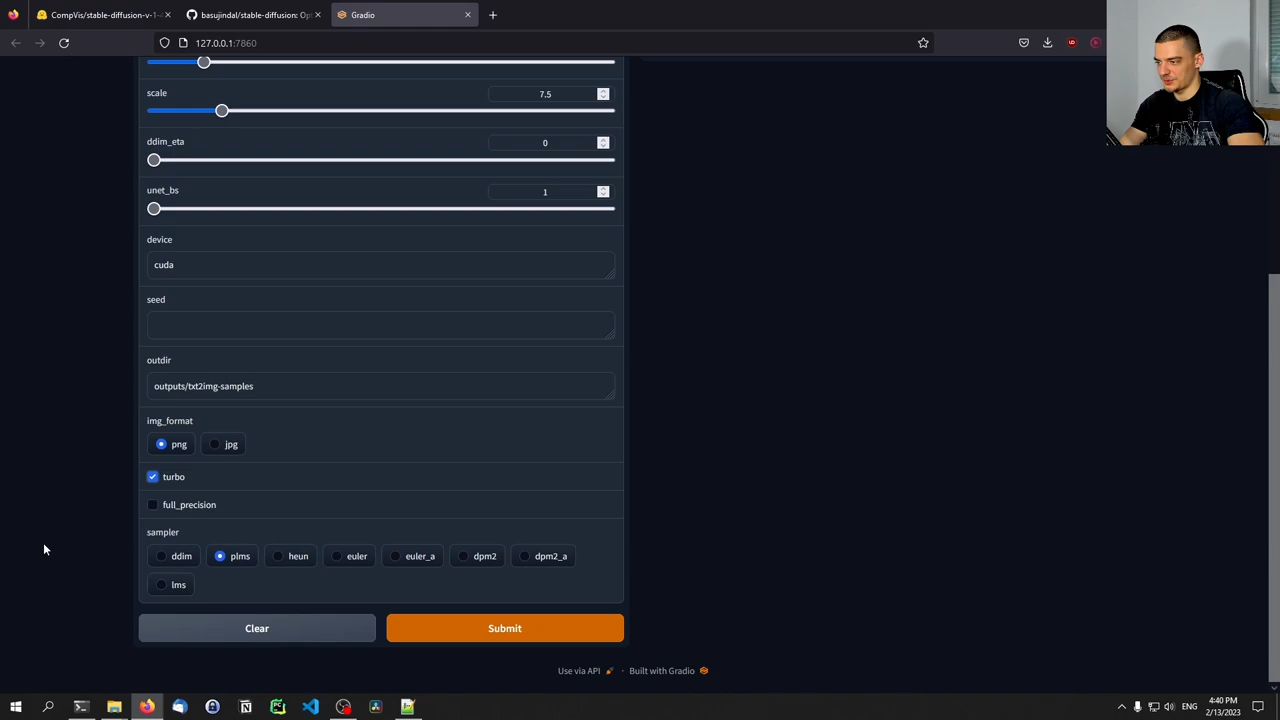 CompVis/stable-diffusion-v-1-
basujindal/stable-diffusion: Op
Gradio
127.0.0.1:7860
scale
7.5
ddim_eta
0
unet_bs
1
device
cuda
seed
outdir
outputs/txt2img-samples
img_format
png
jpg
turbo
full_precision
sampler
ddim
plms
heun
euler
euler_a
dpm2
dpm2_a
lms
Clear
Submit
Use via API
·
Built with Gradio
ENG
4:40 PM
2/13/2023